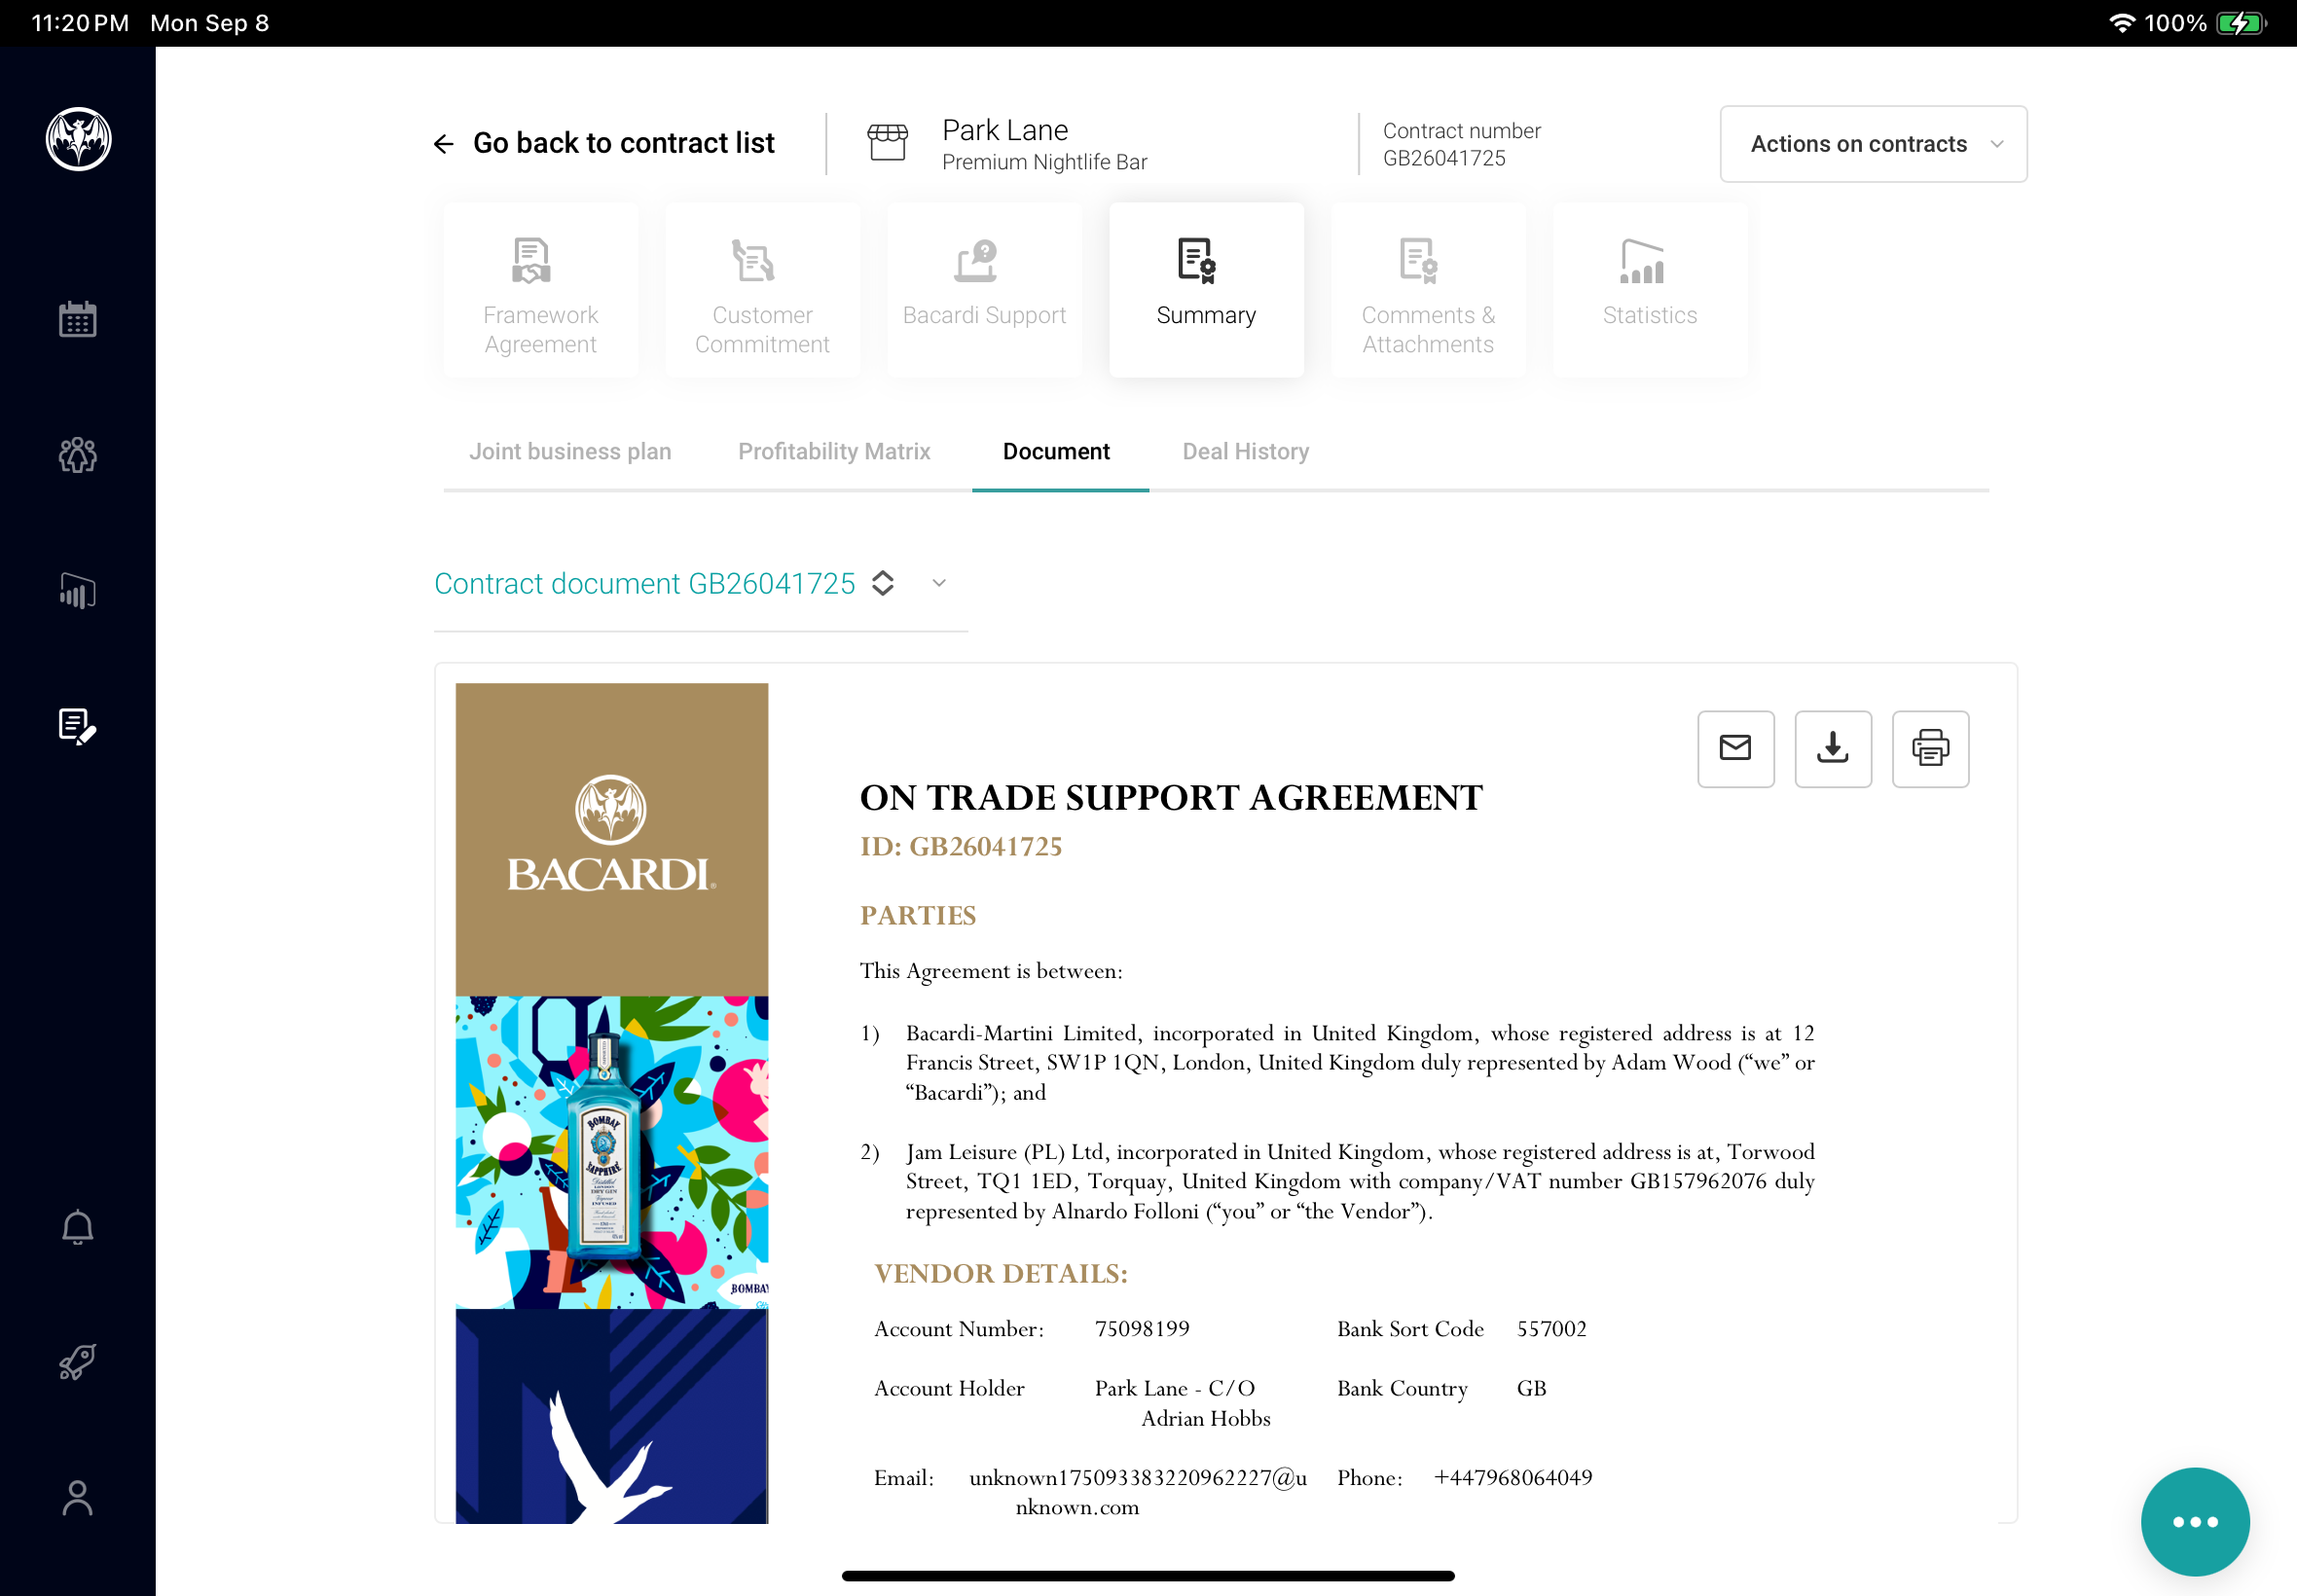 11:20 PM Mon Sep 8
100%
Go back to contract list
Park Lane
Premium Nightlife Bar
Contract number
GB26041725
Actions on contracts
Framework
Agreement
Customer
Commitment
Bacardi Support
Summary
Comments &
Attachments
Statistics
Joint business plan
Profitability Matrix
Document
Deal History
Contract document GB26041725
BACARDI
ON TRADE SUPPORT AGREEMENT
ID: GB26041725
PARTIES
This Agreement is between:
1) Bacardi-Martini Limited, incorporated in United Kingdom, whose registered address is at 12
Francis Street, SW1P 1QN, London, United Kingdom duly represented by Adam Wood (“we” or
“Bacardi”); and
2) Jam Leisure (PL) Ltd, incorporated in United Kingdom, whose registered address is at, Torwood
Street, TQ1 1ED, Torquay, United Kingdom with company/VAT number GB157962076 duly
represented by Alnardo Folloni (“you” or “the Vendor”).
BOMBAY
SAPPHIRE
Distilled
LONDON
DRY GIN
INFUSED
BOMBAY
VENDOR DETAILS:
Account Number: 75098199 Bank Sort Code 557002
Account Holder Park Lane - C/O Bank Country GB
Adrian Hobbs
Email: unknown175093383220962227@u Phone: +447968064049
nknown.com